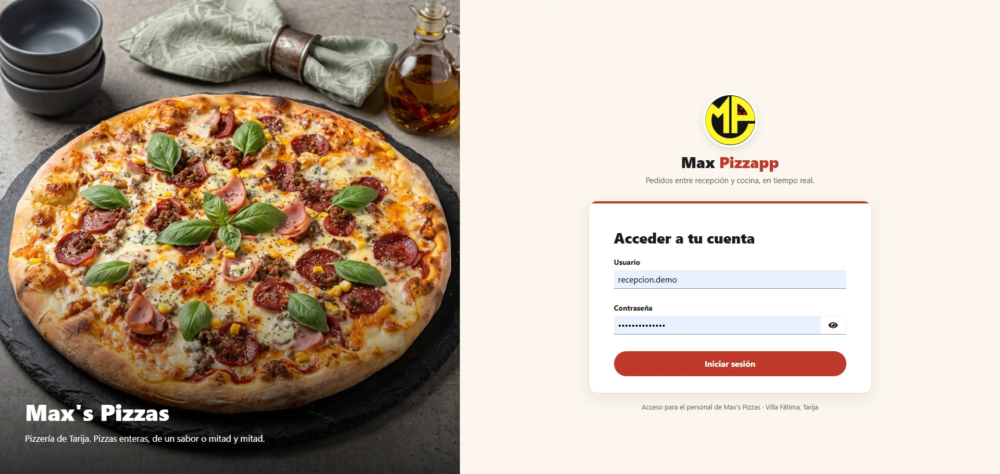 MP
Max Pizzapp
Pedidos entre recepción y cocina, en tiempo real.
Acceder a tu cuenta
Usuario
recepcion.demo
Contraseña
••••••••••••••
Iniciar sesión
Acceso para el personal de Max's Pizzas · Villa Fátima, Tarija
Max's Pizzas
Pizzería de Tarija. Pizzas enteras, de un sabor o mitad y mitad.